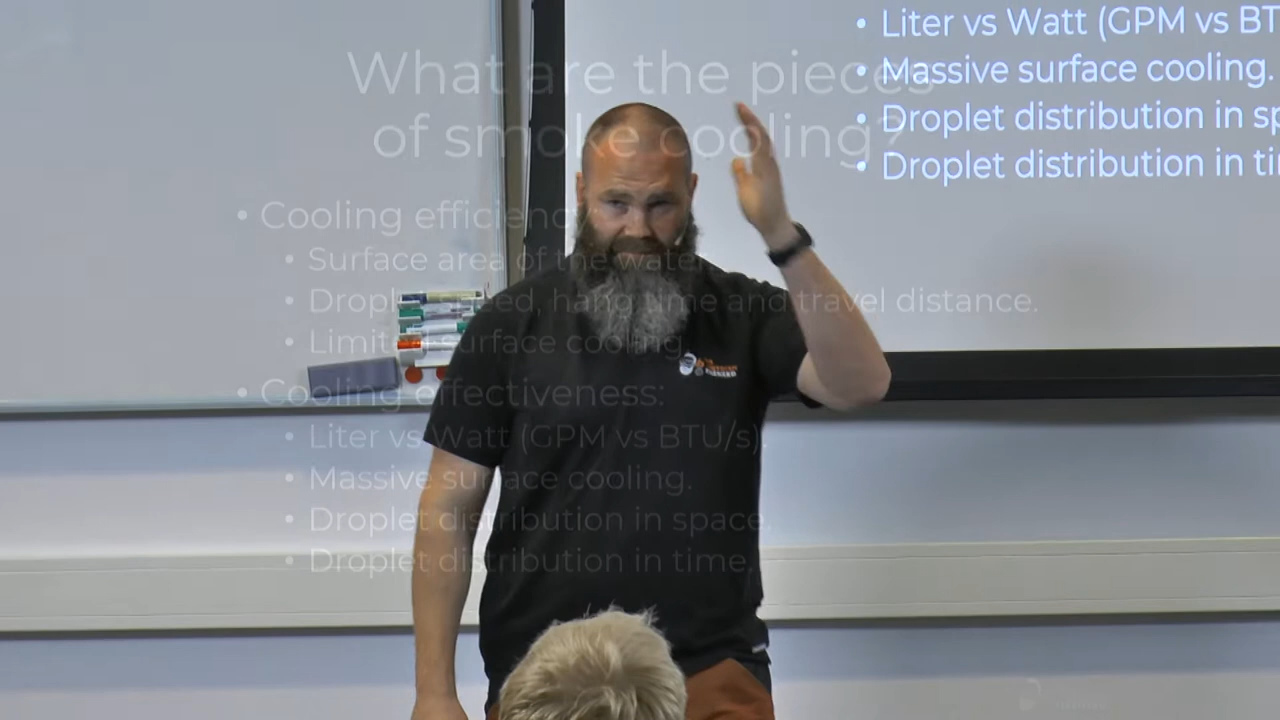 • Liter vs Watt (GPM vs BT
• Massive surface cooling.
• Droplet distribution in sp
• Droplet distribution in ti
What are the pieces
of smoke cooling?
• Cooling efficiency
• Surface area of the water
• Droplet speed, hang time and travel distance.
• Limited surface cooling
• Cooling effectiveness:
• Liter vs Watt (GPM vs BTU/s).
• Massive surface cooling.
• Droplet distribution in space.
• Droplet distribution in time.